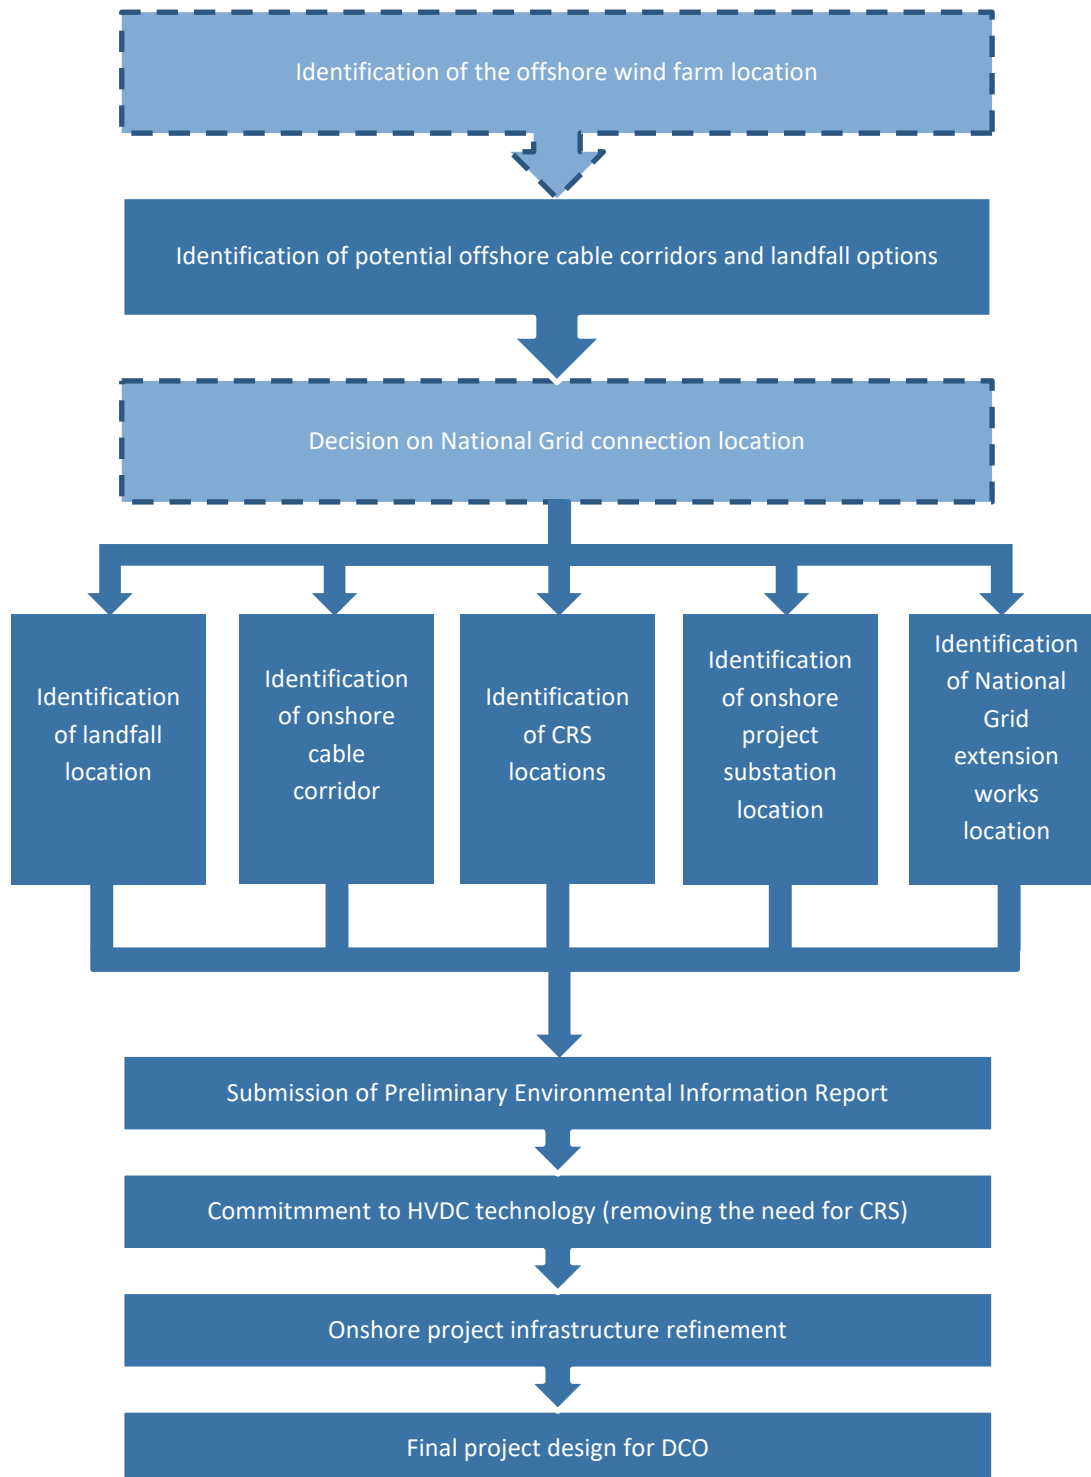 Identification of the offshore wind farm location
Identification of potential offshore cable corridors and landfall options
Decision on National Grid connection location
Identification
of landfall
location
Identification
of onshore
cable
corridor
Identification
of CRS
locations
Identification
of onshore
project
substation
location
Identification
of National
Grid
extension
works
location
Submission of Preliminary Environmental Information Report
Commitmment to HVDC technology (removing the need for CRS)
Onshore project infrastructure refinement
Final project design for DCO